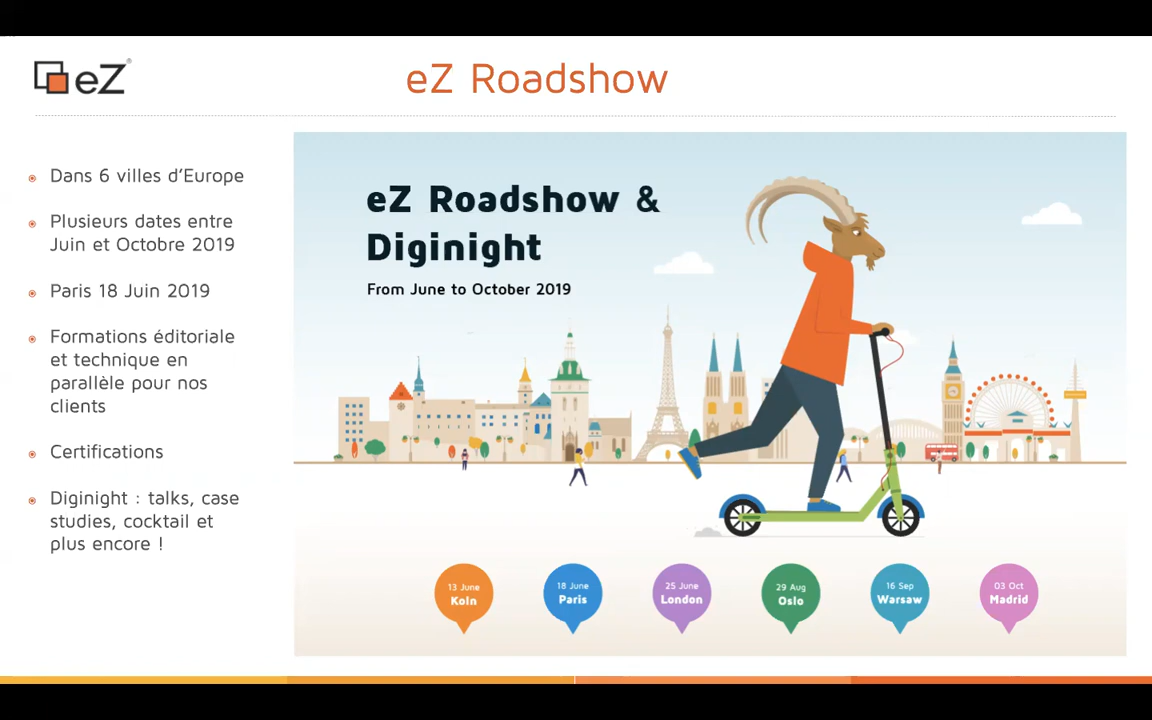 eZ®
eZ Roadshow
Dans 6 villes d’Europe
Plusieurs dates entre
Juin et Octobre 2019
Paris 18 Juin 2019
Formations éditoriale
et technique en
parallèle pour nos
clients
Certifications
Diginight : talks, case
studies, cocktail et
plus encore !
eZ Roadshow &
Diginight
From June to October 2019
13 June
Koln
18 June
Paris
25 June
London
29 Aug
Oslo
16 Sep
Warsaw
03 Oct
Madrid